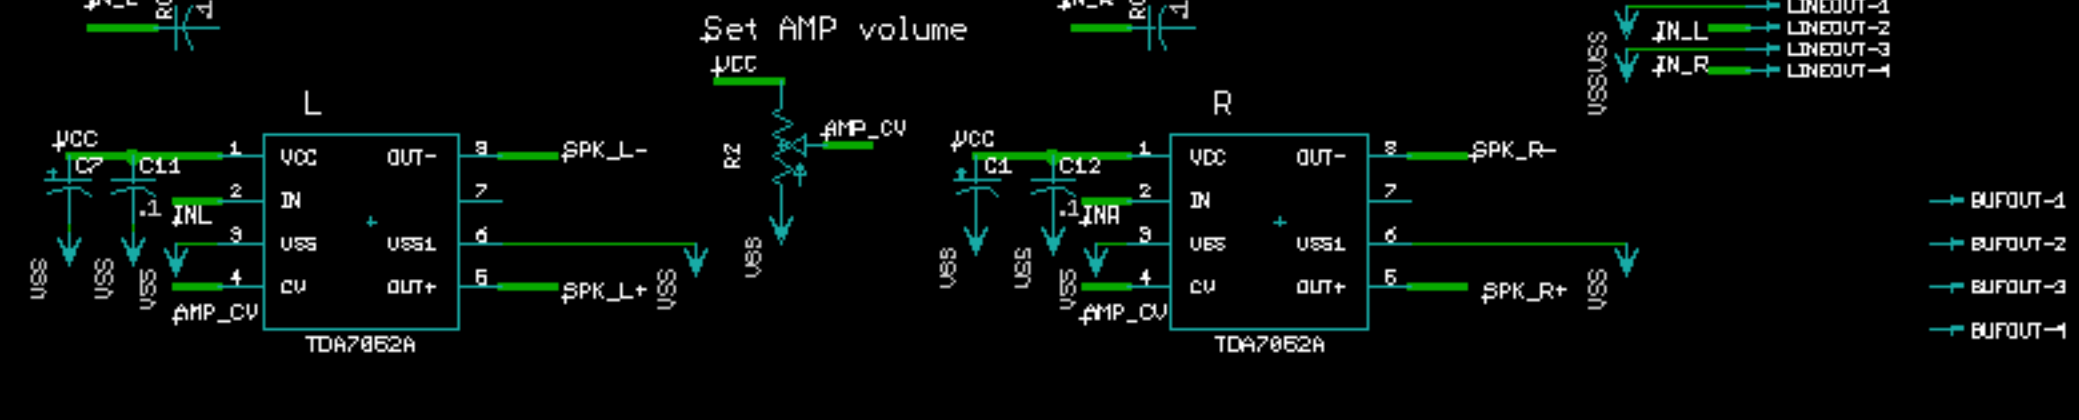 Set AMP volume
LINEOUT-1
IN_L LINEOUT-2
LINEOUT-3
IN_R LINEOUT-4
VSS VSS
VCC
R2
AMP_CV
VSS
L
VCC
C7 C11
.1
INL
VSS VSS VSS
AMP_CV
1 VCC OUT- 8 SPK_L-
2 IN 7
3 VSS VSS1 6
4 CV OUT+ 5 SPK_L+
VSS
TDA7052A
R
VCC
C1 C12
.1
INR
VSS VSS VSS
AMP_CV
1 VCC OUT- 8 SPK_R-
2 IN 7
3 VSS VSS1 6
4 CV OUT+ 5 SPK_R+
VSS
TDA7052A
BUFOUT-1
BUFOUT-2
BUFOUT-3
BUFOUT-4